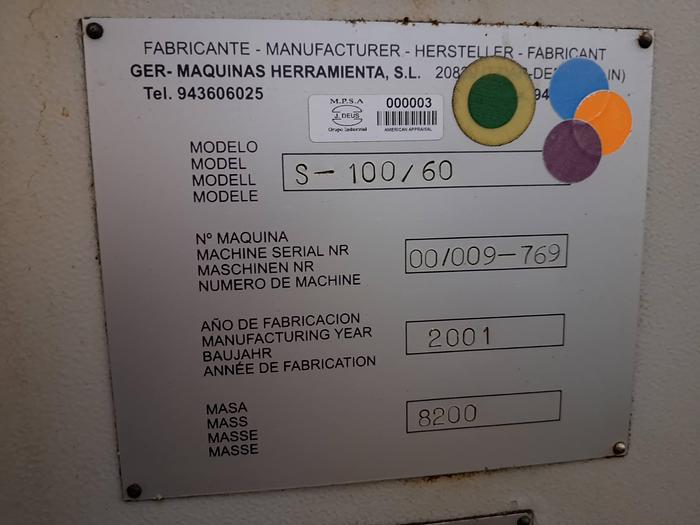 FABRICANTE - MANUFACTURER - HERSTELLER - FABRICANT
GER- MAQUINAS HERRAMIENTA, S.L.
Tel. 943606025
M.P.S.A
J. DEUS
Grupo Industrial
000003
AMERICAN APPRAISAL
MODELO
MODEL
MODELL
MODELE
S-100/60
Nº MAQUINA
MACHINE SERIAL NR
MASCHINEN NR
NUMERO DE MACHINE
00/009-769
AÑO DE FABRICACION
MANUFACTURING YEAR
BAUJAHR
ANNÉE DE FABRICATION
2001
MASA
MASS
MASSE
MASSE
8200